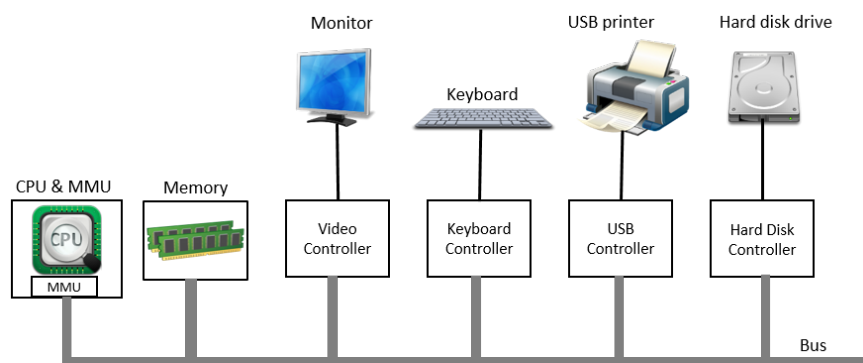 Monitor
USB printer
Hard disk drive
Keyboard
CPU & MMU
Memory
CPU
MMU
Video
Controller
Keyboard
Controller
USB
Controller
Hard Disk
Controller
Bus